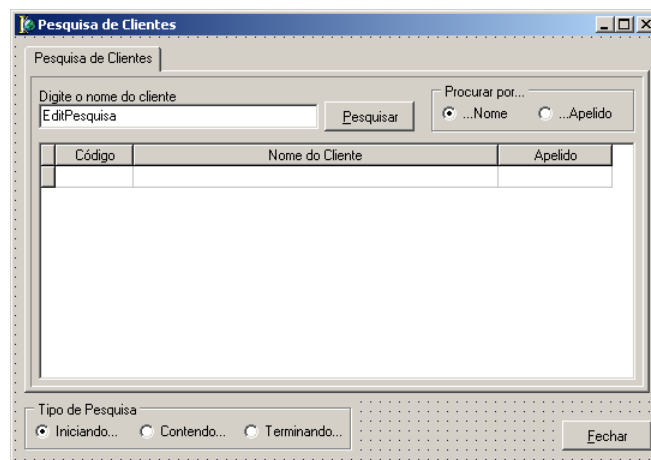 Pesquisa de Clientes
Pesquisa de Clientes
Digite o nome do cliente
EditPesquisa
Pesquisar
Procurar por...
...Nome ...Apelido
Código Nome do Cliente Apelido
Tipo de Pesquisa
Iniciando... Contendo... Terminando...
Fechar